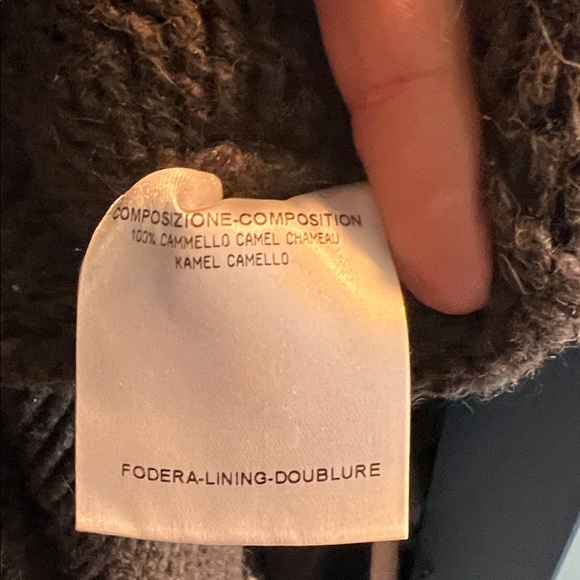 COMPOSIZIONE-COMPOSITION
100% CAMMELLO CAMEL CHAMEAU
KAMEL CAMELLO
FODERA-LINING-DOUBLURE